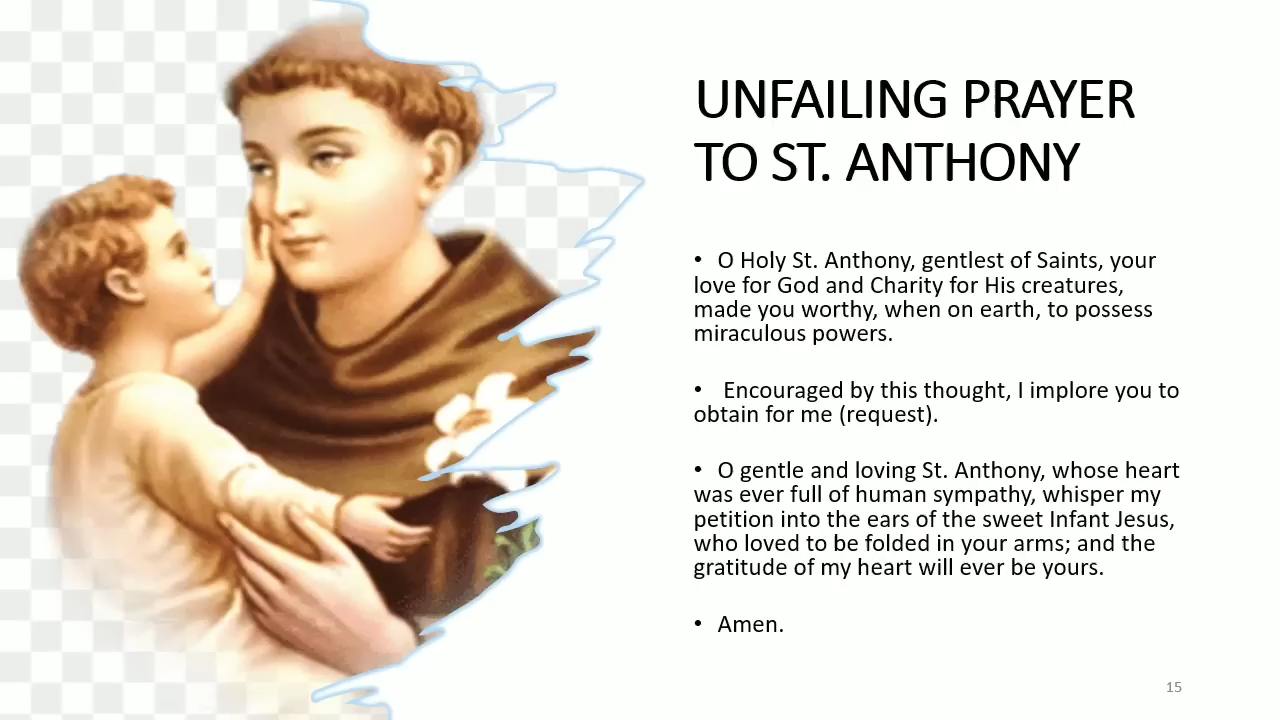 UNFAILING PRAYER
TO ST. ANTHONY
• O Holy St. Anthony, gentlest of Saints, your
love for God and Charity for His creatures,
made you worthy, when on earth, to possess
miraculous powers.
• Encouraged by this thought, I implore you to
obtain for me (request).
• O gentle and loving St. Anthony, whose heart
was ever full of human sympathy, whisper my
petition into the ears of the sweet Infant Jesus,
who loved to be folded in your arms; and the
gratitude of my heart will ever be yours.
• Amen.
15